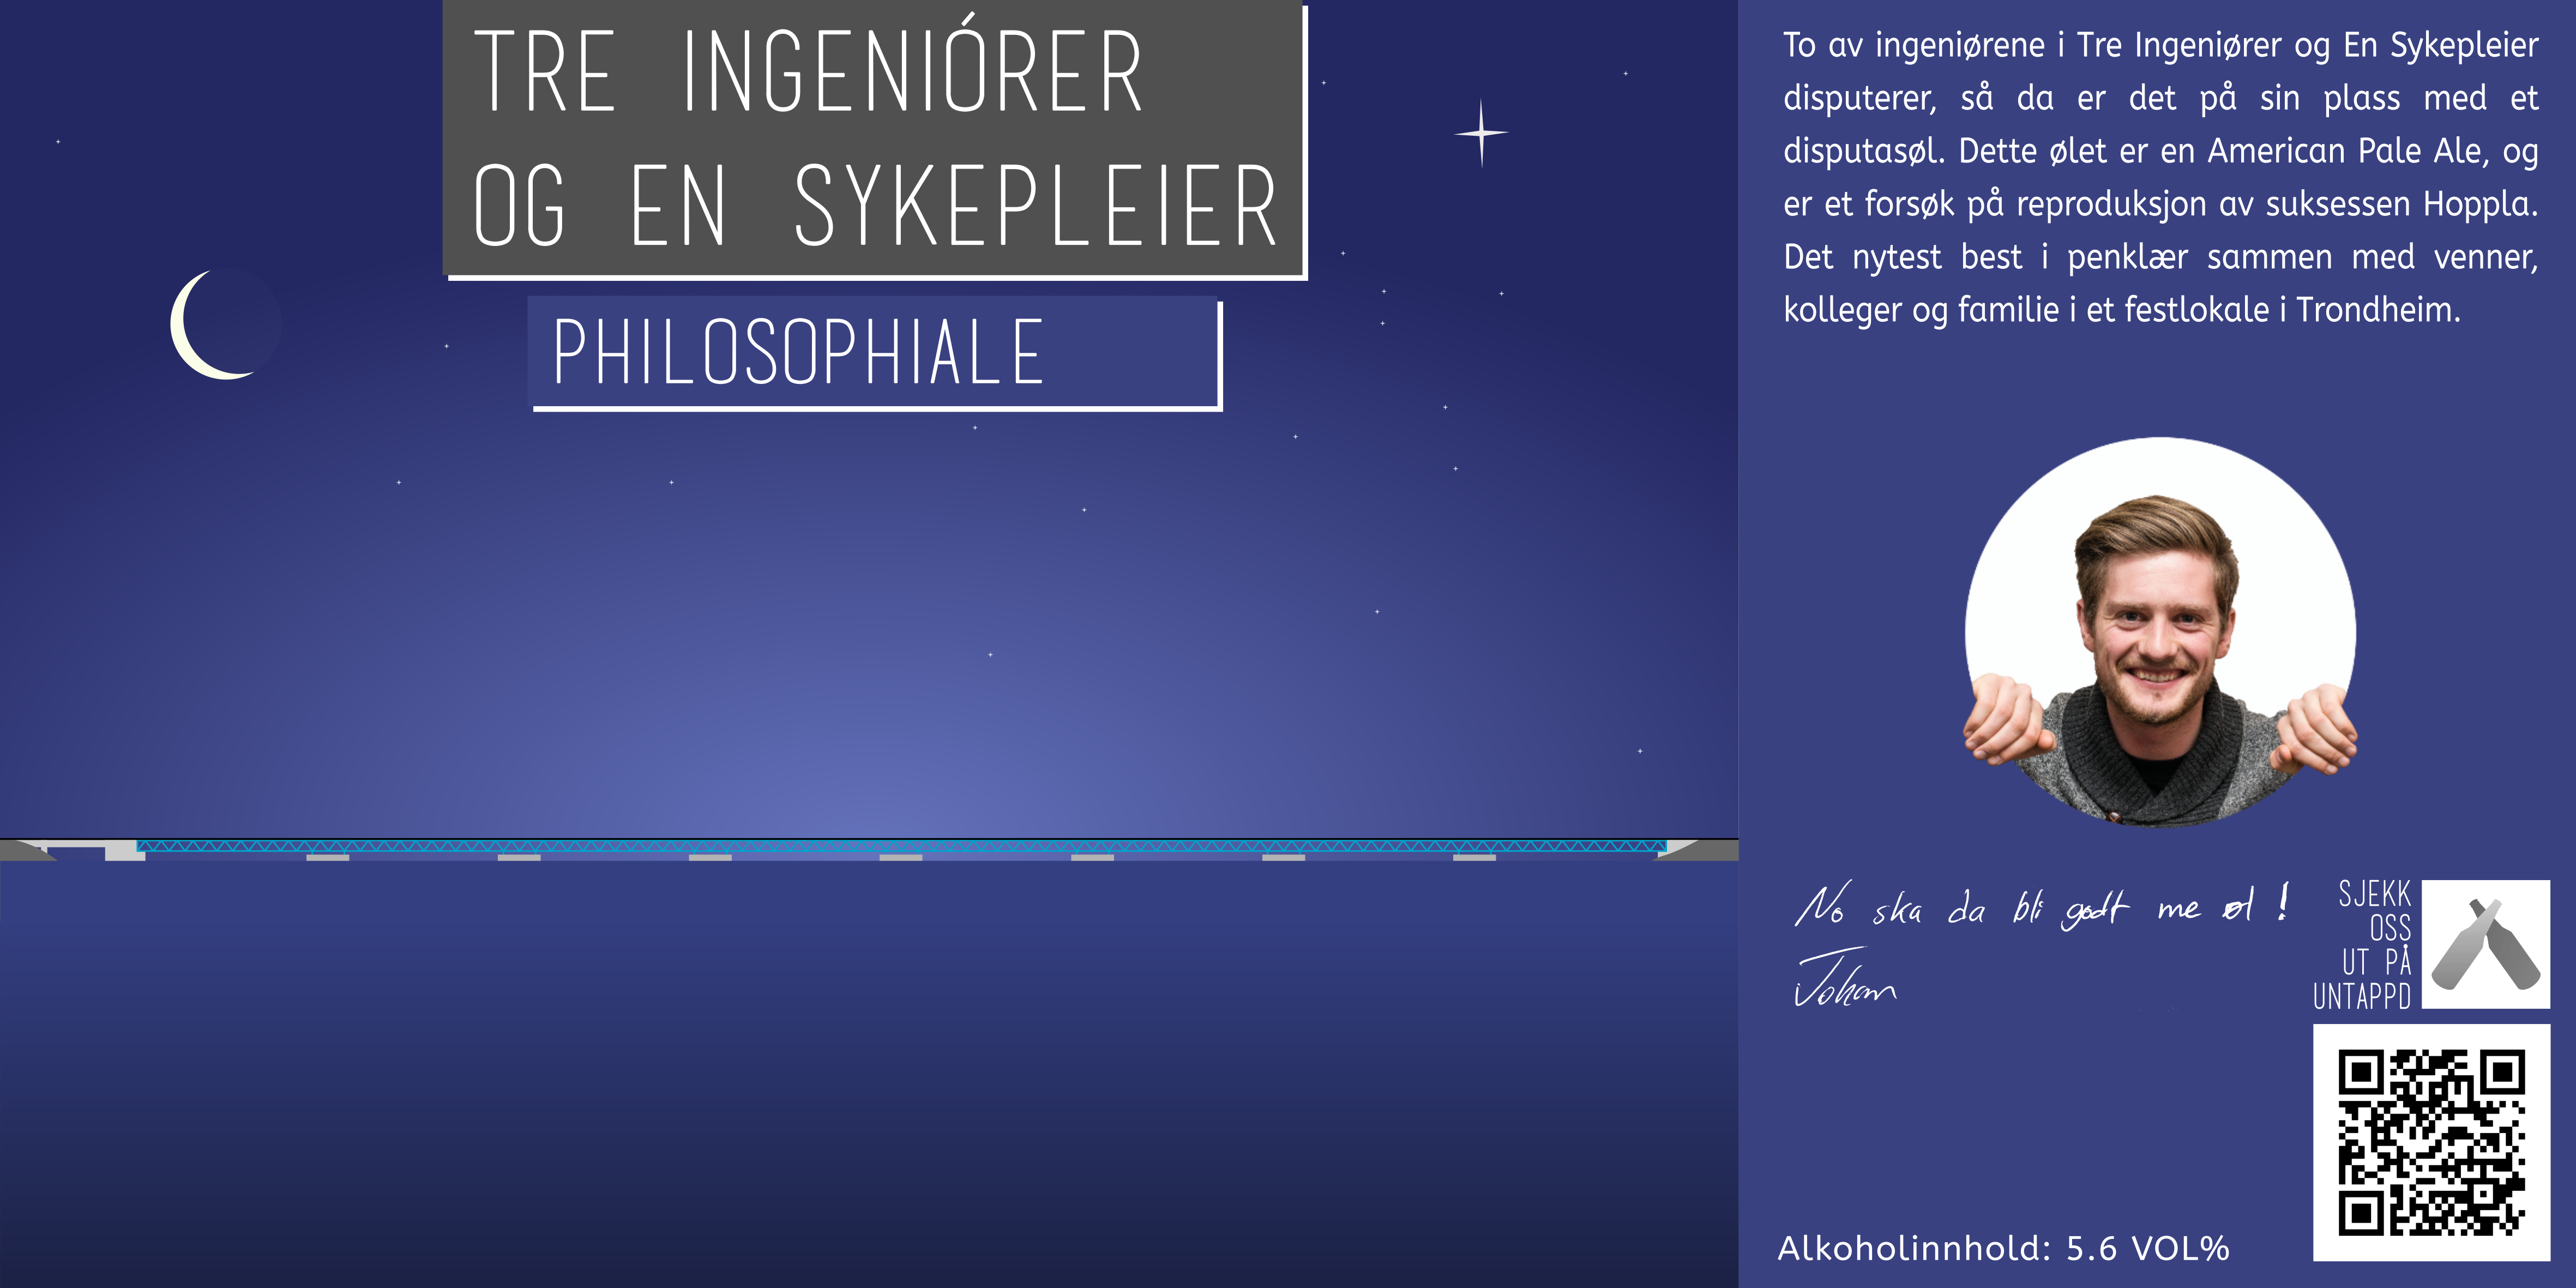 TRE INGENIÓRER
OG EN SYKEPLEIER
PHILOSOPHIALE
To av ingeniørene i Tre Ingeniører og En Sykepleier
disputerer, så da er det på sin plass med et
disputasøl. Dette ølet er en American Pale Ale, og
er et forsøk på reproduksjon av suksessen Hoppla.
Det nytest best i penklær sammen med venner,
kolleger og familie i et festlokale i Trondheim.
No ska da bli godt me øl !
Johan
SJEKK
OSS
UT PÅ
UNTAPPD
Alkoholinnhold: 5.6 VOL%